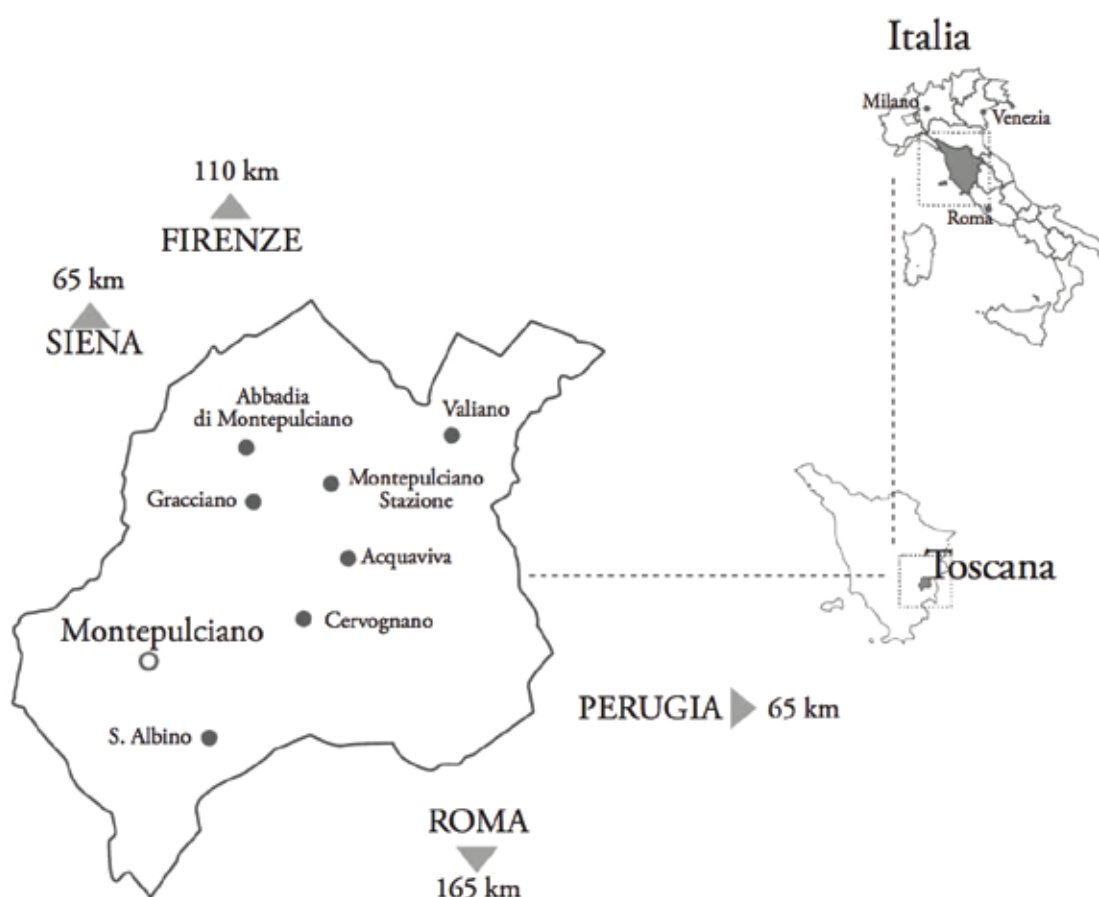 Italia
Milano
Venezia
Roma
110 km
FIRENZE
65 km
SIENA
Abbadia
di Montepulciano
Valiano
Montepulciano
Stazione
Gracciano
Acquaviva
Cervognano
Montepulciano
S. Albino
Toscana
PERUGIA 65 km
ROMA
165 km